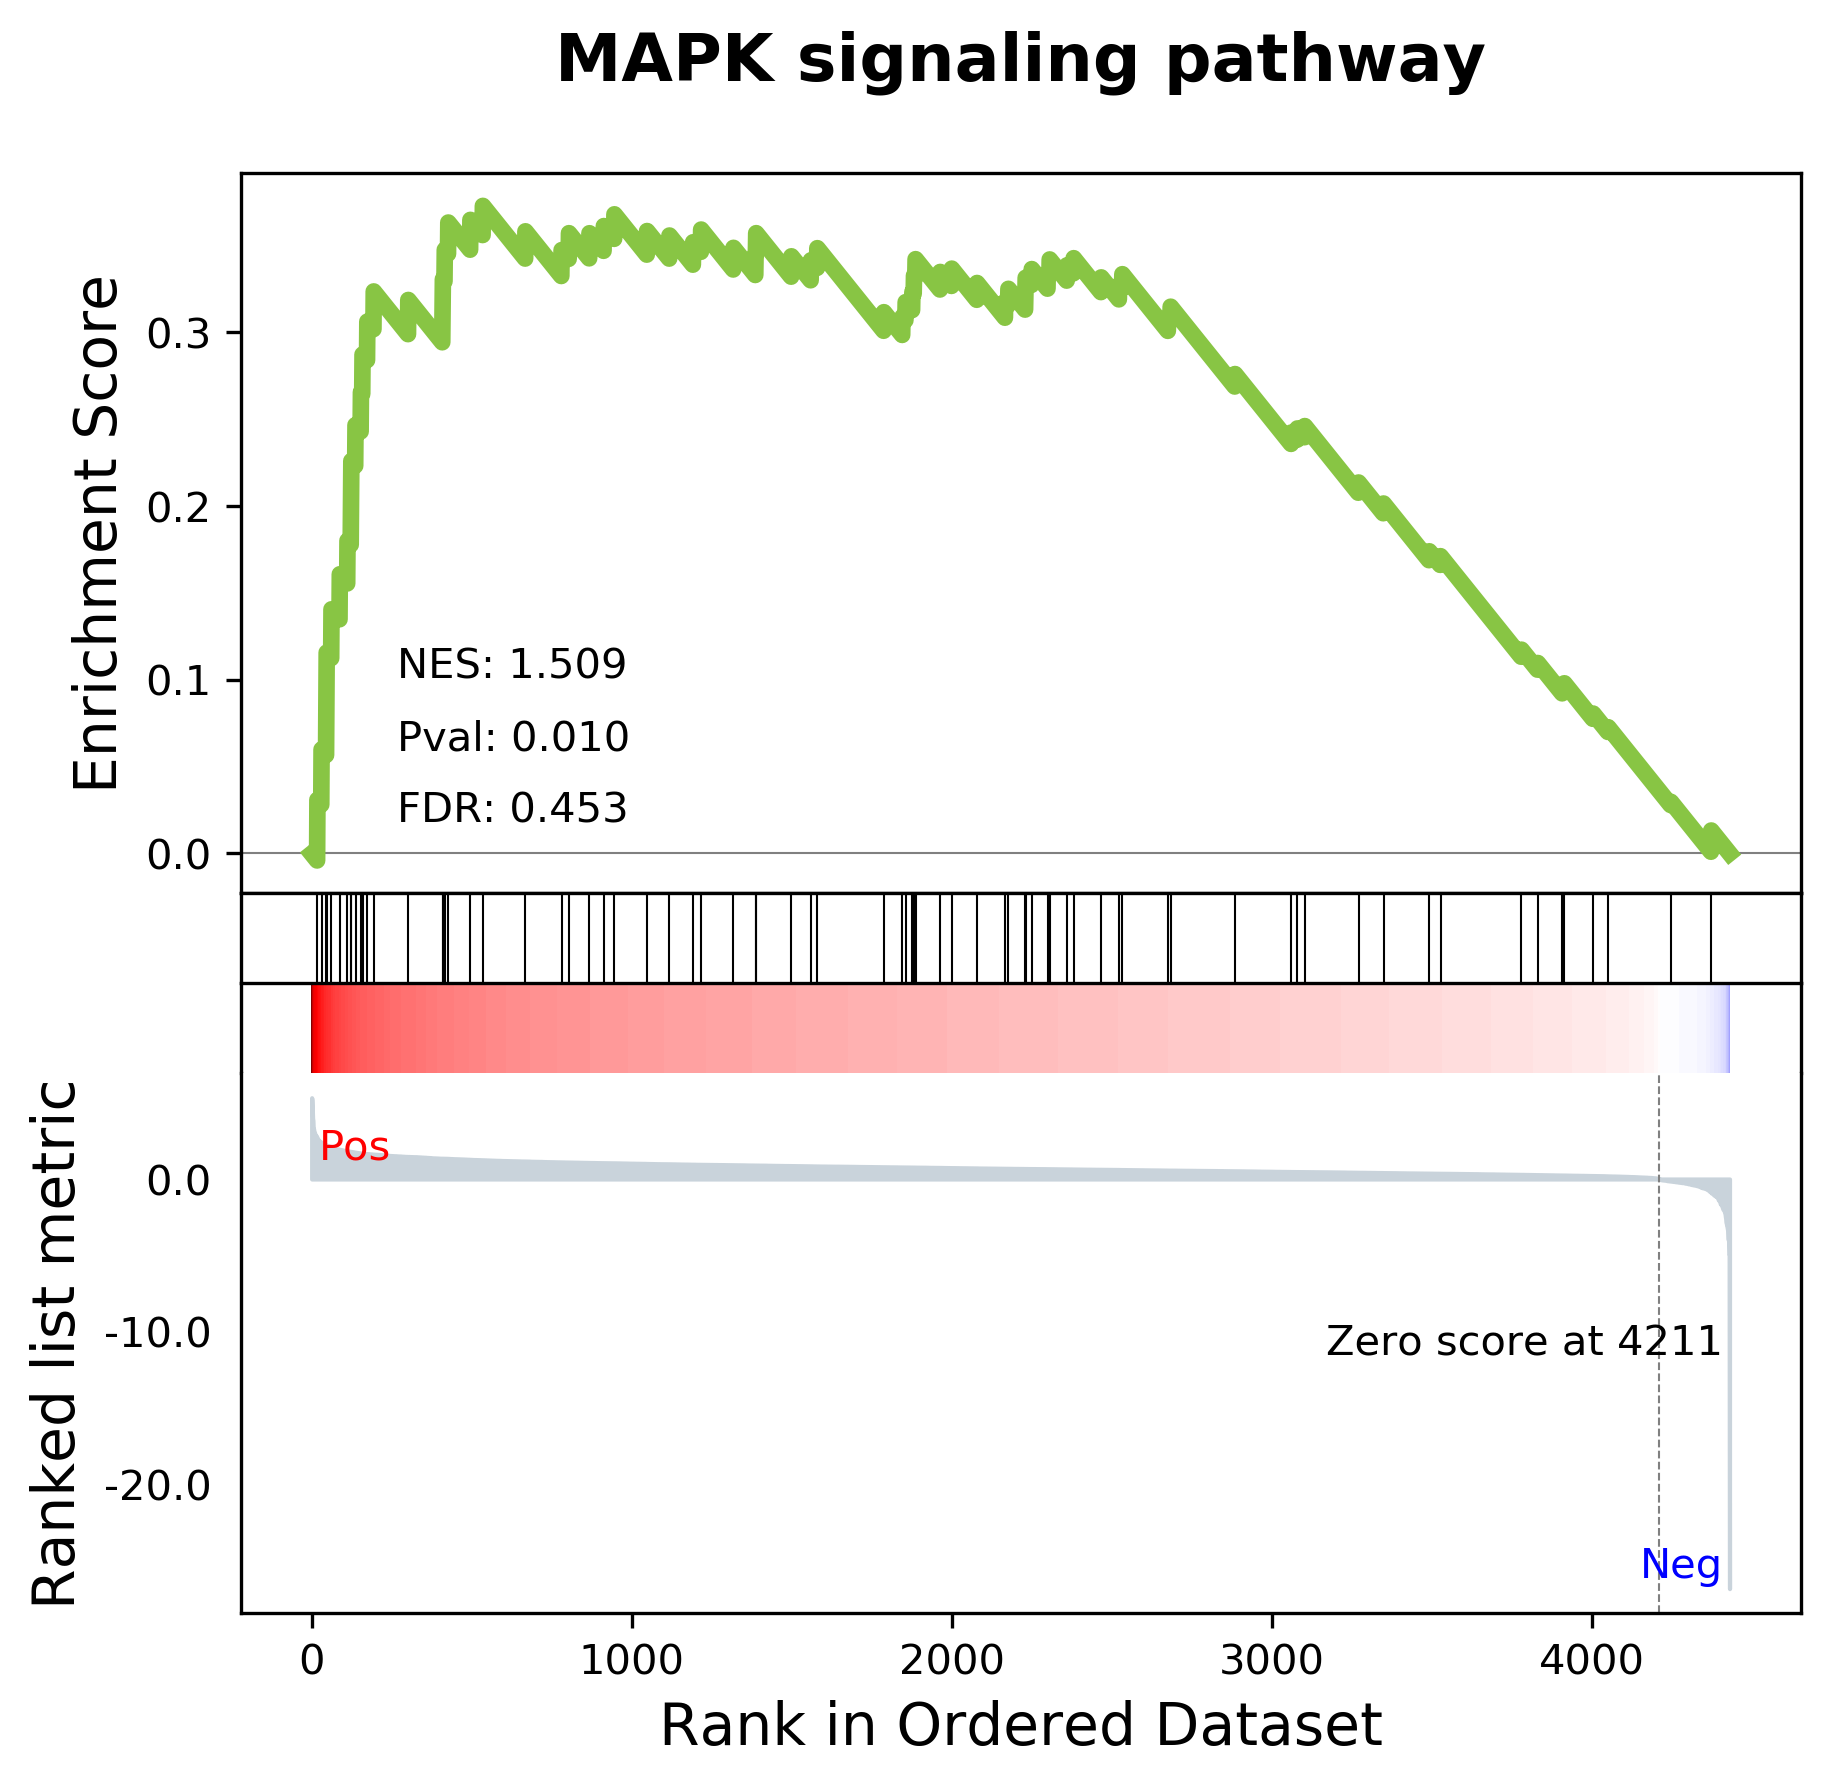 MAPK signaling pathway
Enrichment Score
0.3
0.2
0.1
0.0
NES: 1.509
Pval: 0.010
FDR: 0.453
Ranked list metric
Pos
0.0
-10.0
-20.0
Zero score at 4211
Neg
0 1000 2000 3000 4000
Rank in Ordered Dataset